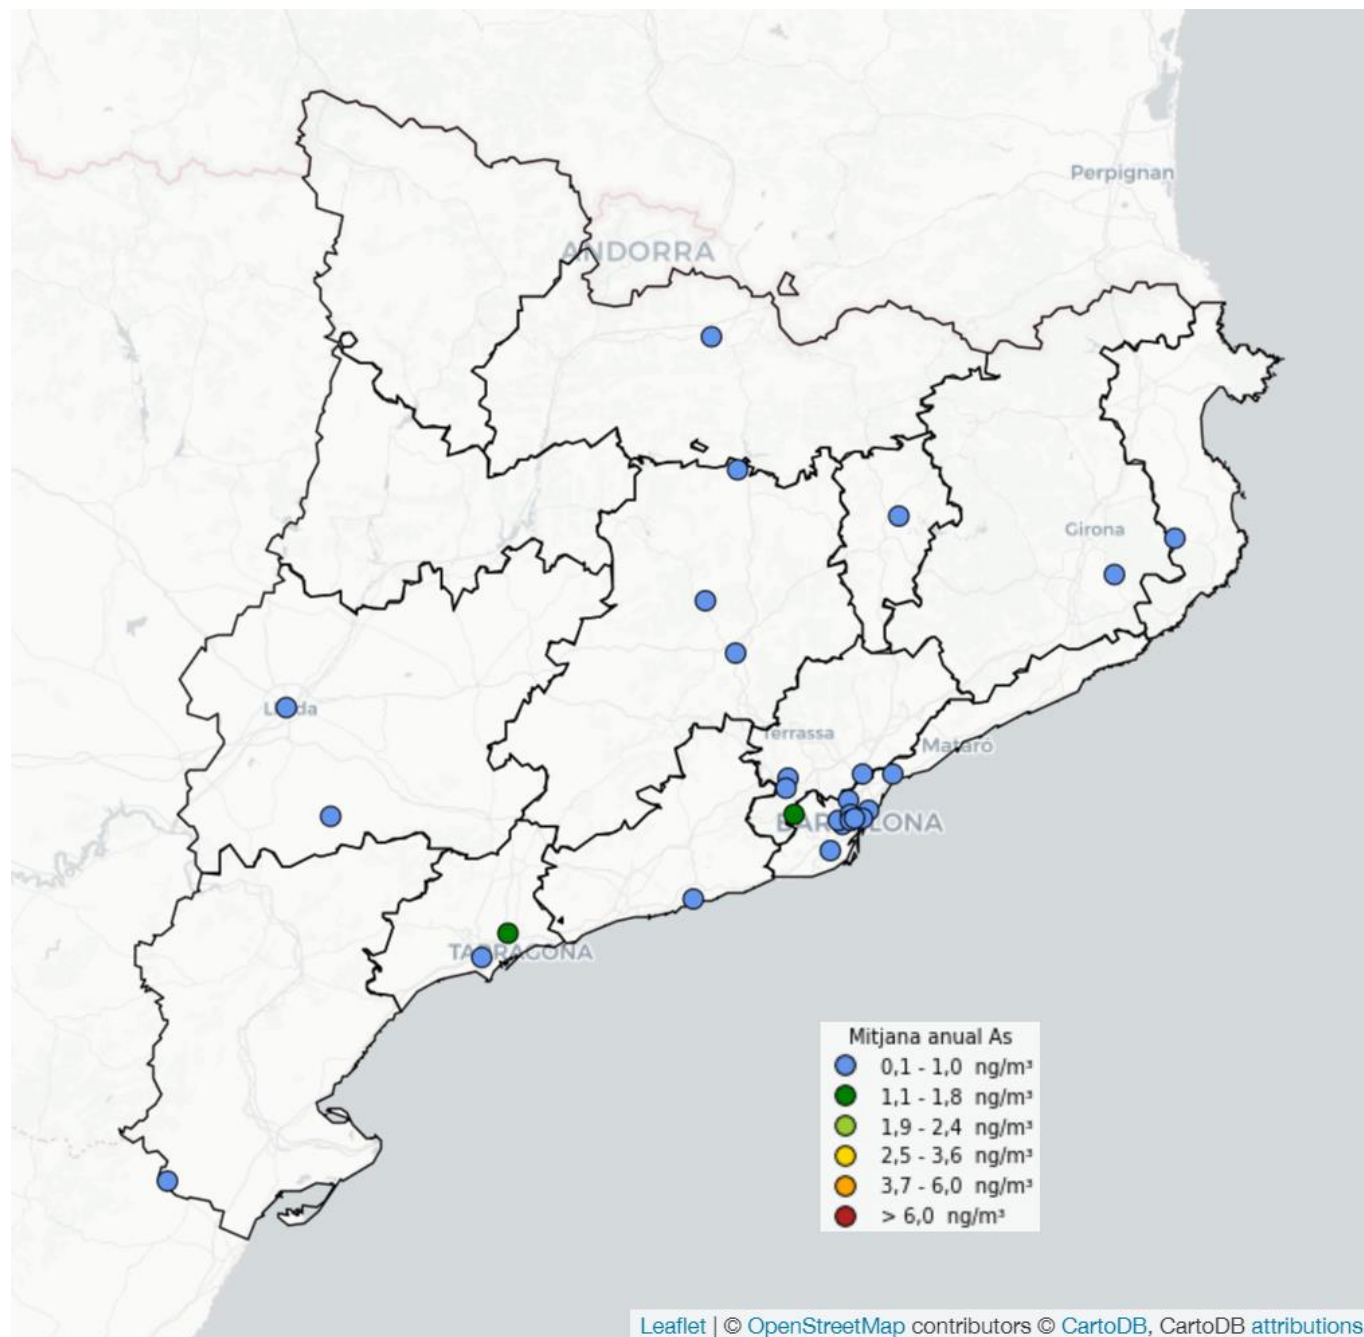 Perpignan
ANDORRA
Girona
Lleida
Terrassa
Mataró
BARCELONA
TARRAGONA
Mitjana anual As
0,1 - 1,0 ng/m³
1,1 - 1,8 ng/m³
1,9 - 2,4 ng/m³
2,5 - 3,6 ng/m³
3,7 - 6,0 ng/m³
> 6,0 ng/m³
Leaflet | © OpenStreetMap contributors © CartoDB, CartoDB attributions